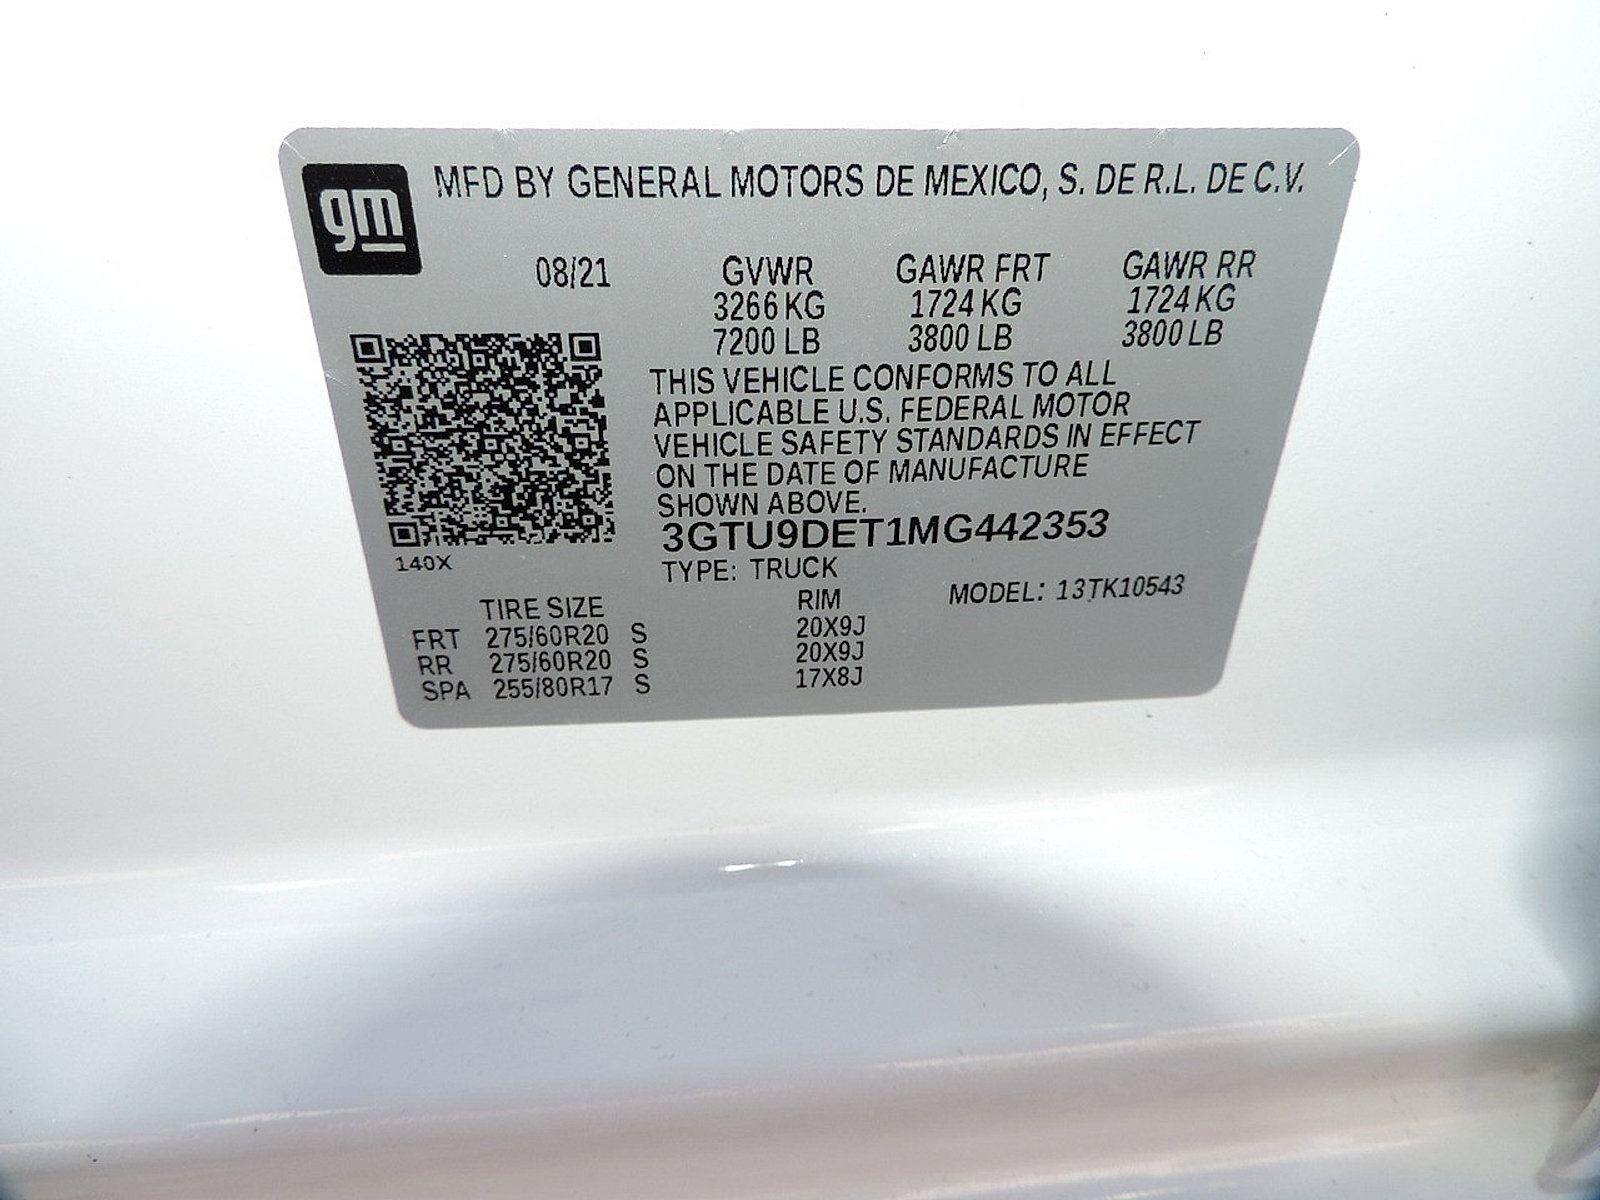 gm
MFD BY GENERAL MOTORS DE MEXICO, S. DE R.L. DE C.V.
08/21 GVWR GAWR FRT GAWR RR
3266 KG 1724 KG 1724 KG
7200 LB 3800 LB 3800 LB
THIS VEHICLE CONFORMS TO ALL
APPLICABLE U.S. FEDERAL MOTOR
VEHICLE SAFETY STANDARDS IN EFFECT
ON THE DATE OF MANUFACTURE
SHOWN ABOVE.
3GTU9DET1MG442353
140X
TYPE: TRUCK
MODEL: 13TK10543
TIRE SIZE RIM
FRT 275/60R20 S 20X9J
RR 275/60R20 S 20X9J
SPA 255/80R17 S 17X8J